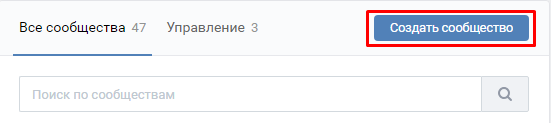 Все сообщества 47 Управление 3 Создать сообщество
Поиск по сообществам